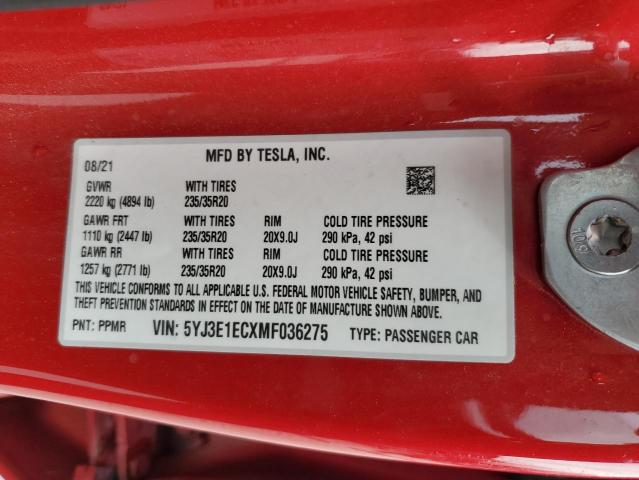 08/21 MFD BY TESLA, INC.
GVWR WITH TIRES
2220 kg (4894 lb) 235/35R20
GAWR FRT WITH TIRES RIM COLD TIRE PRESSURE
1110 kg (2447 lb) 235/35R20 20X9.0J 290 kPa, 42 psi
GAWR RR WITH TIRES RIM COLD TIRE PRESSURE
1257 kg (2771 lb) 235/35R20 20X9.0J 290 kPa, 42 psi
THIS VEHICLE CONFORMS TO ALL APPLICABLE U.S. FEDERAL MOTOR VEHICLE SAFETY, BUMPER, AND
THEFT PREVENTION STANDARDS IN EFFECT ON THE DATE OF MANUFACTURE SHOWN ABOVE.
PNT: PPMR VIN: 5YJ3E1ECXMF036275 TYPE: PASSENGER CAR
10.9